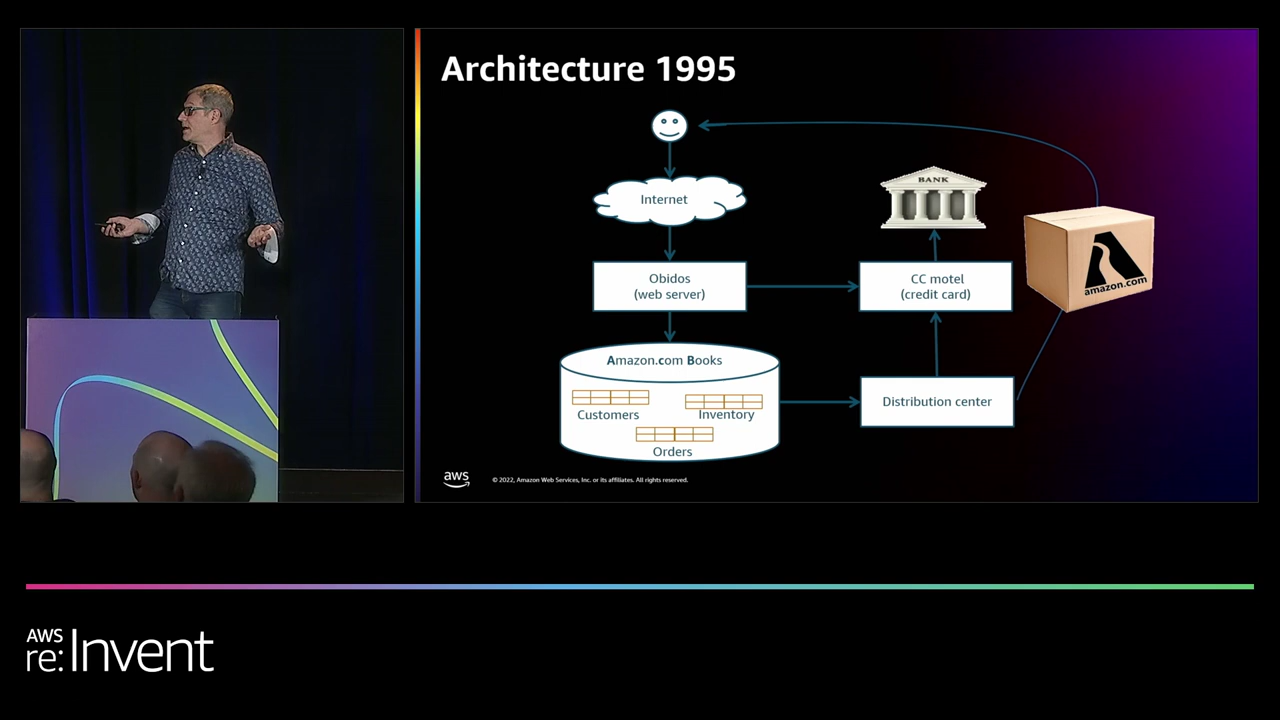 Architecture 1995
Internet
BANK
Obidos
(web server)
CC motel
(credit card)
amazon.com
Amazon.com Books
Customers
Inventory
Orders
Distribution center
aws
© 2022, Amazon Web Services, Inc. or its affiliates. All rights reserved.
AWS
re:Invent